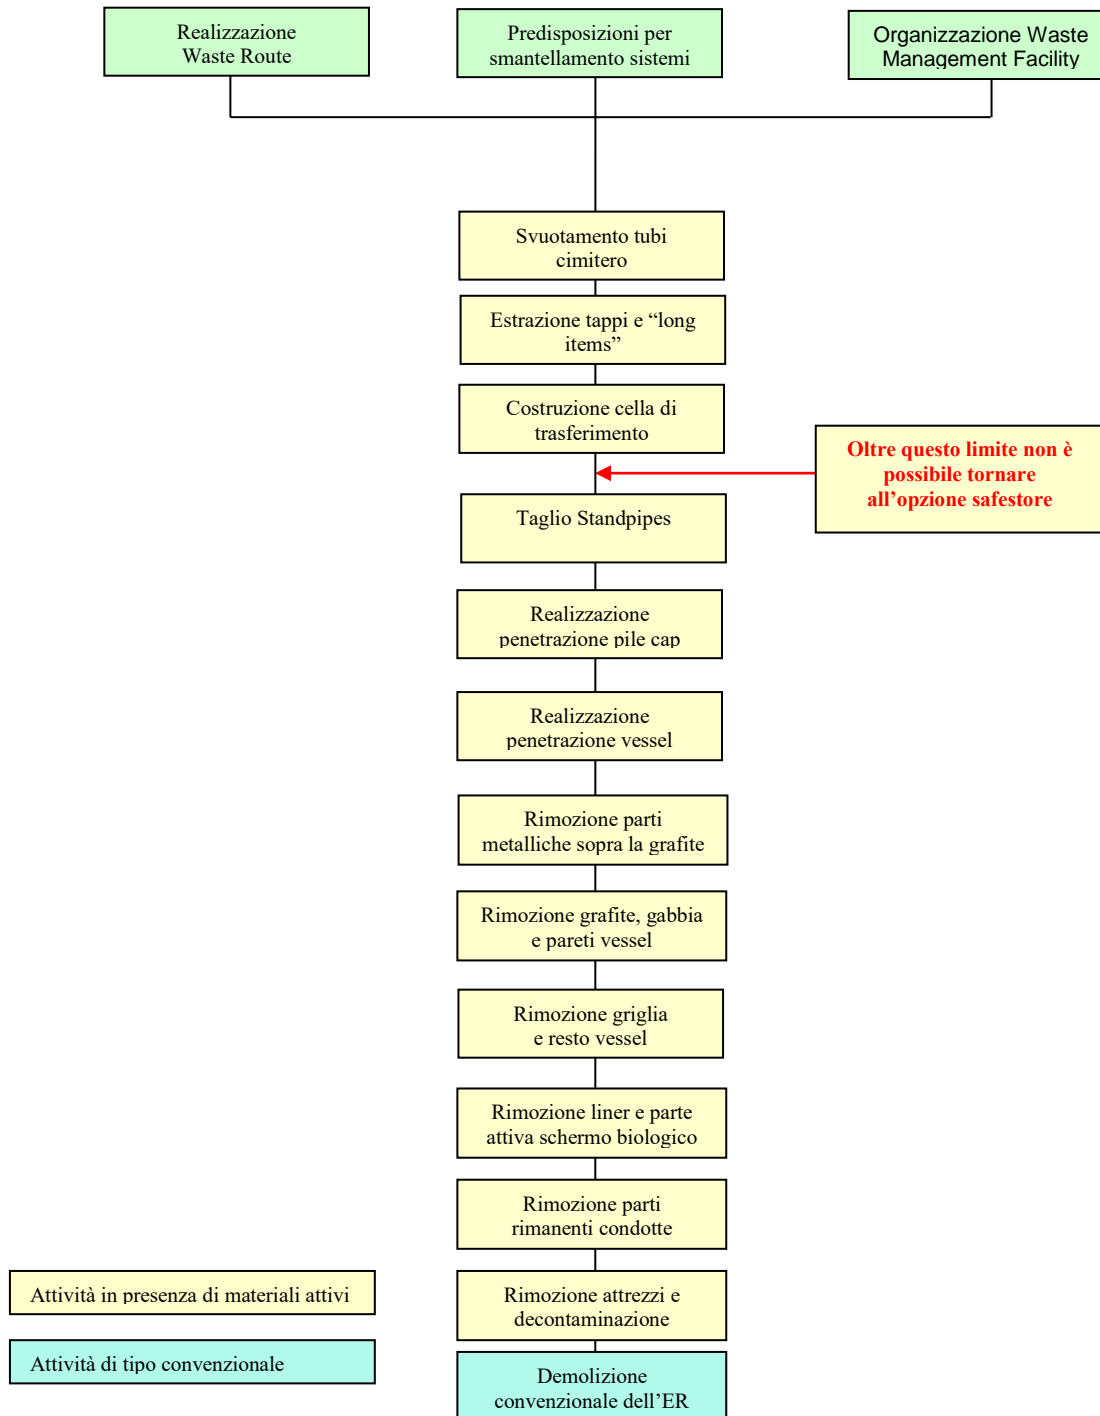 Realizzazione
Waste Route
Predisposizioni per
smantellamento sistemi
Organizzazione Waste
Management Facility
Svuotamento tubi
cimitero
Estrazione tappi e “long
items”
Costruzione cella di
trasferimento
Oltre questo limite non è
possibile tornare
all’opzione safestore
Taglio Standpipes
Realizzazione
penetrazione pile cap
Realizzazione
penetrazione vessel
Rimozione parti
metalliche sopra la grafite
Rimozione grafite, gabbia
e pareti vessel
Rimozione griglia
e resto vessel
Rimozione liner e parte
attiva schermo biologico
Rimozione parti
rimanenti condotte
Attività in presenza di materiali attivi
Rimozione attrezzi e
decontaminazione
Attività di tipo convenzionale
Demolizione
convenzionale dell’ER